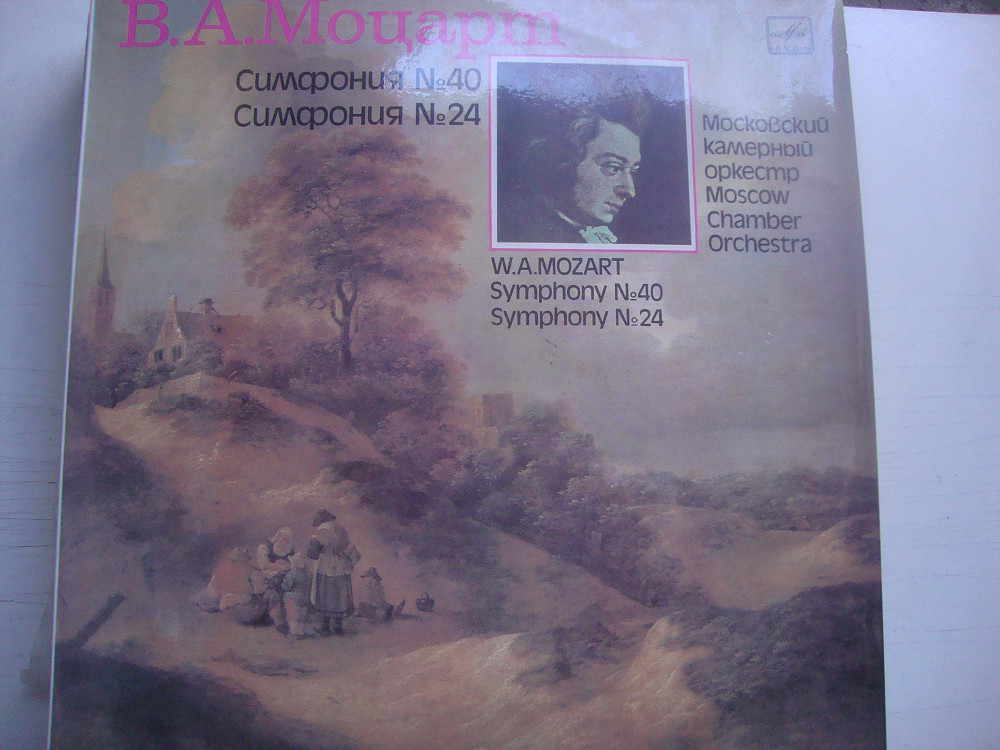 В.А.Моцарт
Симфония №40
Симфония №24
Московский
камерный
оркестр
Moscow
Chamber
Orchestra
W.A.MOZART
Symphony №40
Symphony №24